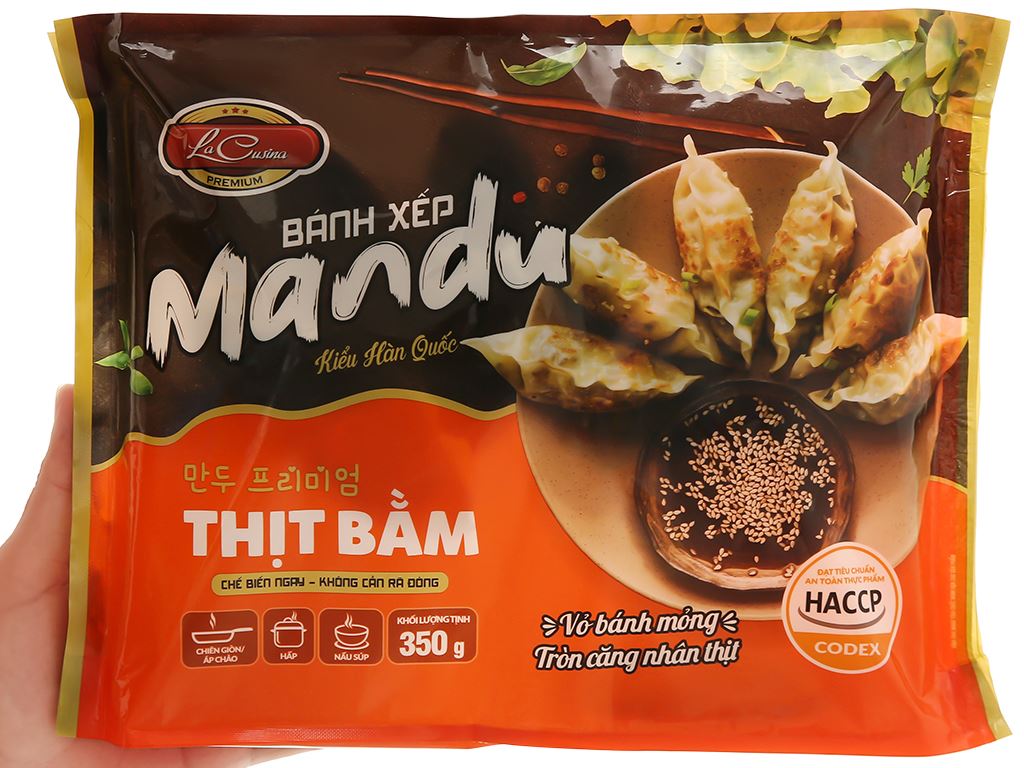 La Cusina
PREMIUM
BÁNH XẾP
Mandu
Kiểu Hàn Quốc
만두 프리미엄
THỊT BẰM
CHẾ BIẾN NGAY – KHÔNG CẦN RÃ ĐÔNG
CHIÊN GIÒN/
ÁP CHẢO
HẤP
NẤU SÚP
KHỐI LƯỢNG TỊNH
350 g
Vỏ bánh mỏng
Tròn căng nhân thịt
ĐẠT TIÊU CHUẨN
AN TOÀN THỰC PHẨM
HACCP
CODEX